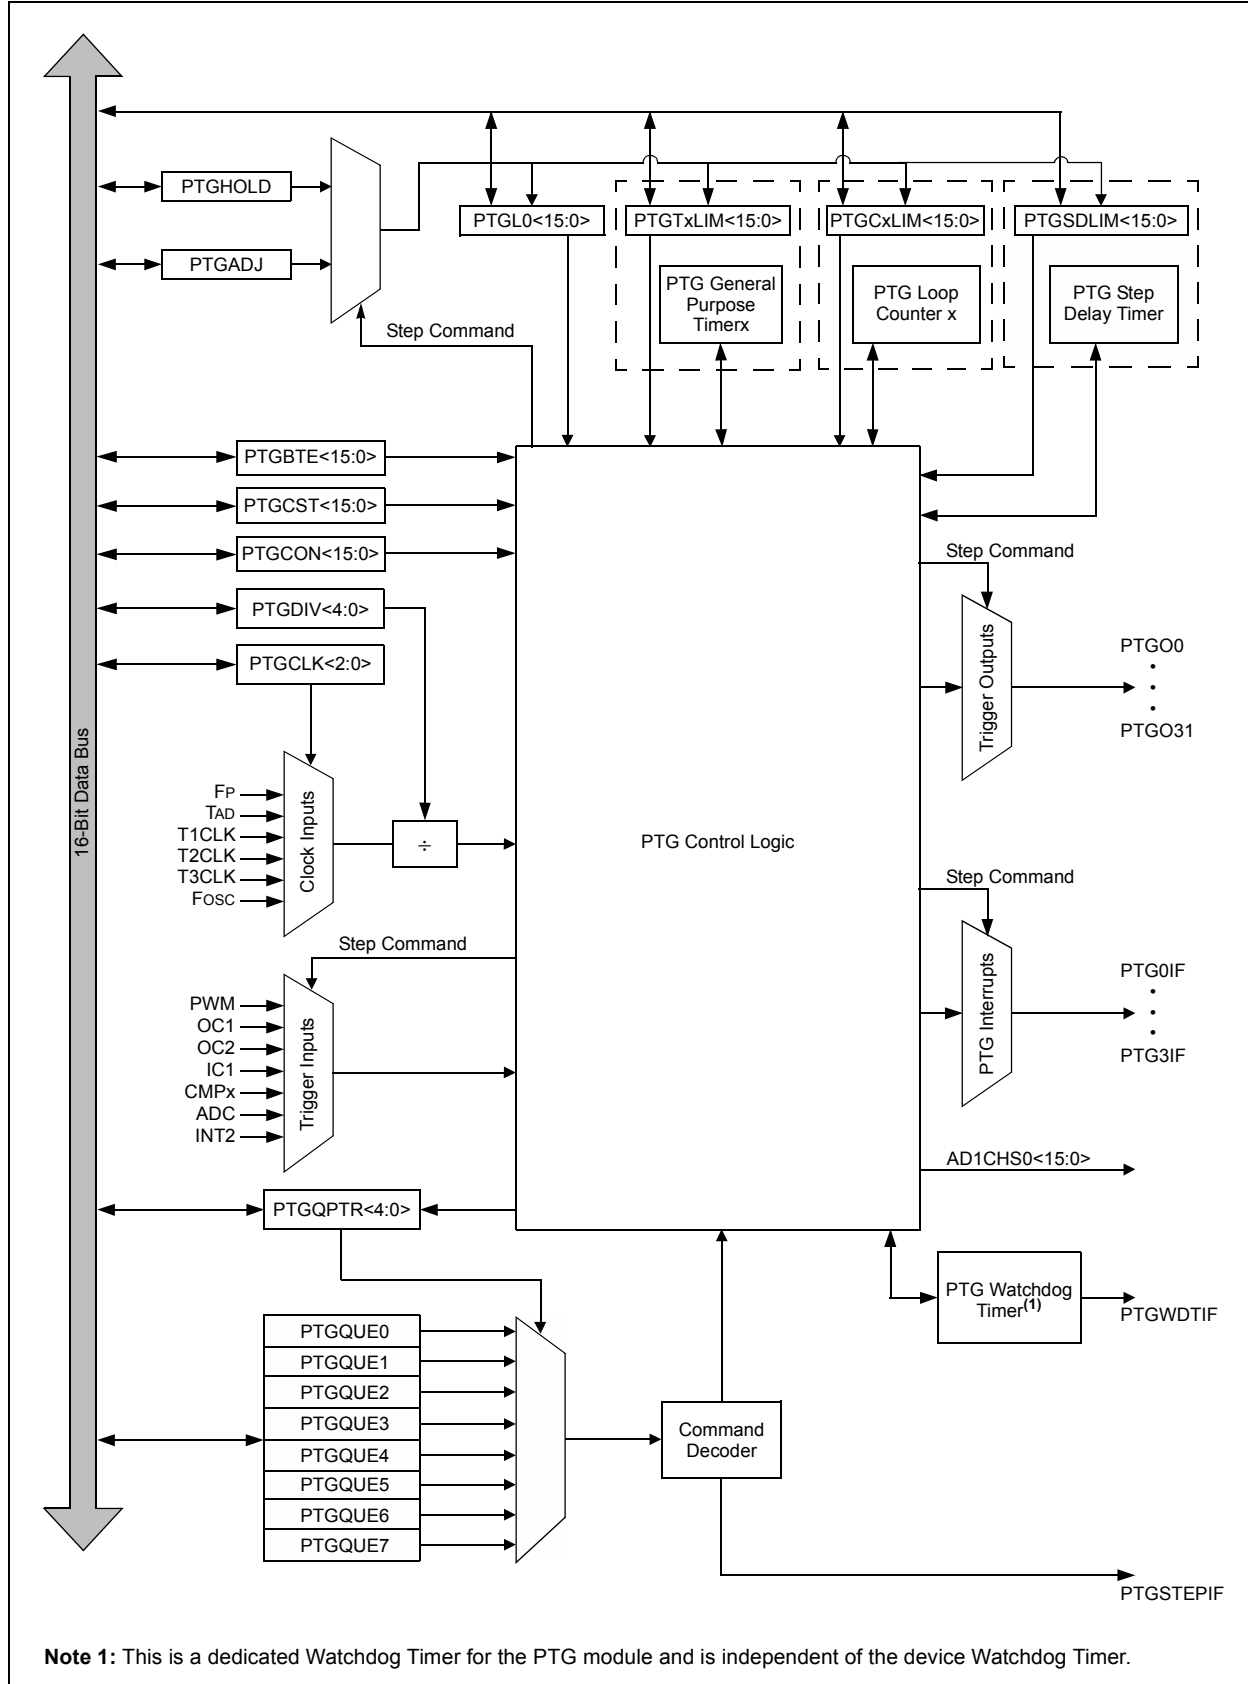 PTGHOLD
PTGADJ
PTGL0<15:0>
PTGTxLIM<15:0>
PTGCxLIM<15:0>
PTGSDLIM<15:0>
PTG General
Purpose
Timerx
PTG Loop
Counter x
PTG Step
Delay Timer
Step Command
PTGBTE<15:0>
PTGCST<15:0>
PTGCON<15:0>
PTGDIV<4:0>
PTGCLK<2:0>
16-Bit Data Bus
FP
TAD
T1CLK
T2CLK
T3CLK
FOSC
Clock Inputs
÷
PTG Control Logic
Step Command
Trigger Outputs
PTGO0
•
•
•
PTGO31
Step Command
PWM
OC1
OC2
IC1
CMPx
ADC
INT2
Trigger Inputs
Step Command
PTG Interrupts
PTG0IF
•
•
•
PTG3IF
AD1CHS0<15:0>
PTGQPTR<4:0>
PTG Watchdog
Timer(1)
PTGWDTIF
PTGQUE0
PTGQUE1
PTGQUE2
PTGQUE3
PTGQUE4
PTGQUE5
PTGQUE6
PTGQUE7
Command
Decoder
PTGSTEPIF
Note 1: This is a dedicated Watchdog Timer for the PTG module and is independent of the device Watchdog Timer.